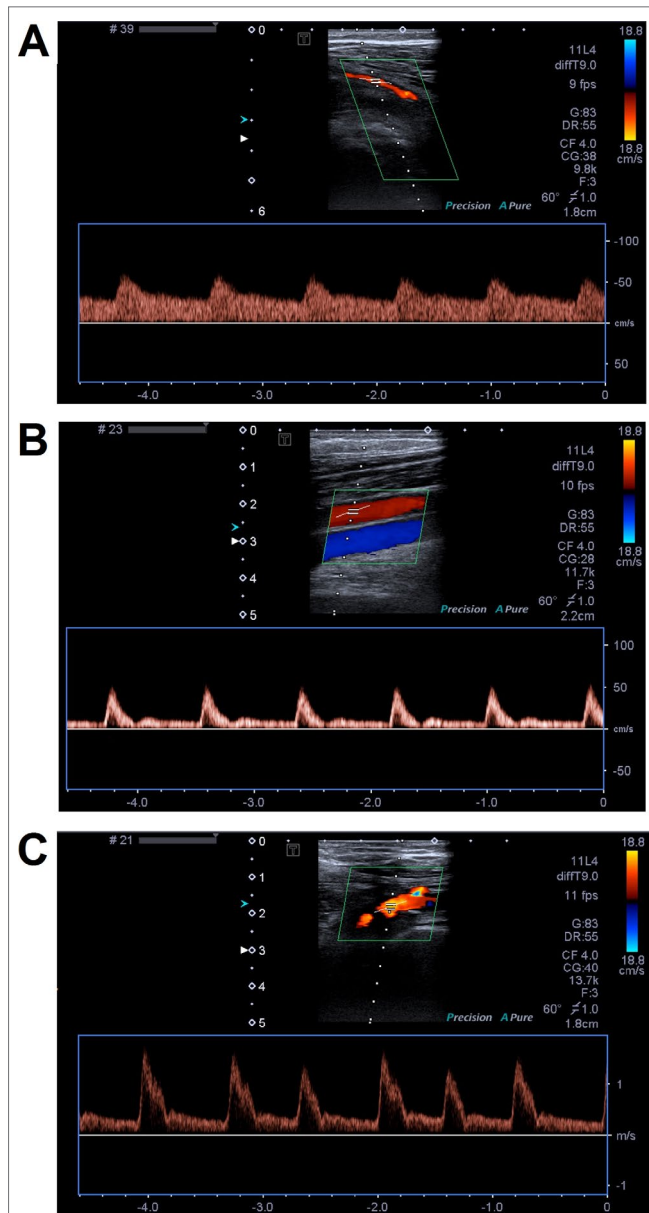 A
# 39
0
T
18.8
11L4
diffT9.0
9 fps
G:83
DR:55
18.8
cm/s
CF 4.0
CG:38
9.8k
F:3
60° 1.0
Precision APure
1.8cm
6
-100
-50
cm/s
50
-4.0 -3.0 -2.0 -1.0 0
B
# 23
0
T
18.8
1
11L4
diffT9.0
2
10 fps
G:83
DR:55
18.8
cm/s
3
CF 4.0
CG:28
4
11.7k
F:3
60° 1.0
Precision APure
5
2.2cm
100
50
cm/s
-50
-4.0 -3.0 -2.0 -1.0 0
C
# 21
0
T
18.8
1
11L4
diffT9.0
2
11 fps
G:83
DR:55
18.8
cm/s
3
CF 4.0
CG:40
4
13.7k
F:3
60° 1.0
Precision APure
5
1.8cm
1
m/s
-1
-4.0 -3.0 -2.0 -1.0 0